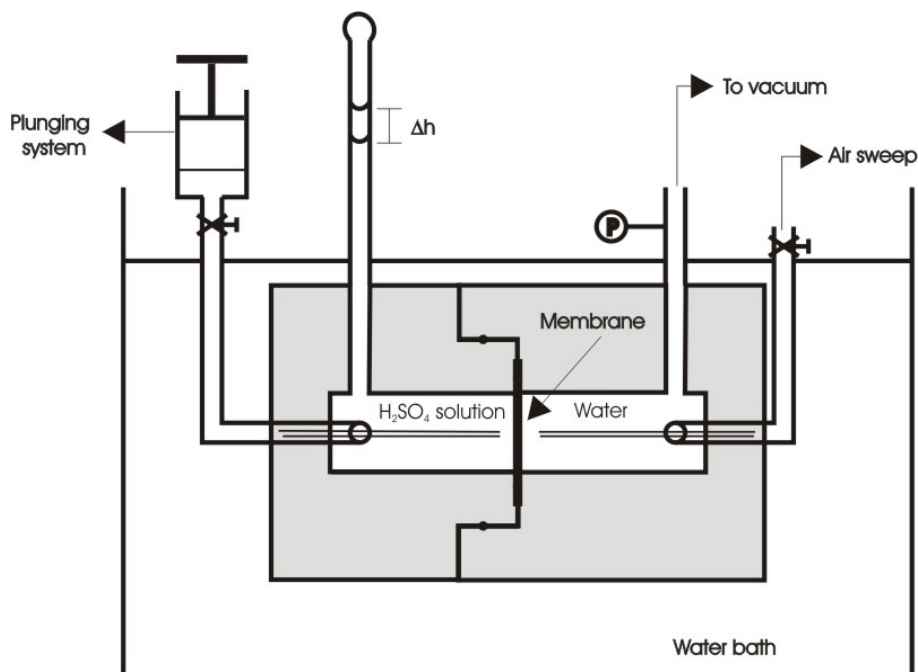 To vacuum
Plunging
system
Δh
Air sweep
P
Membrane
H₂SO₄ solution
Water
Water bath